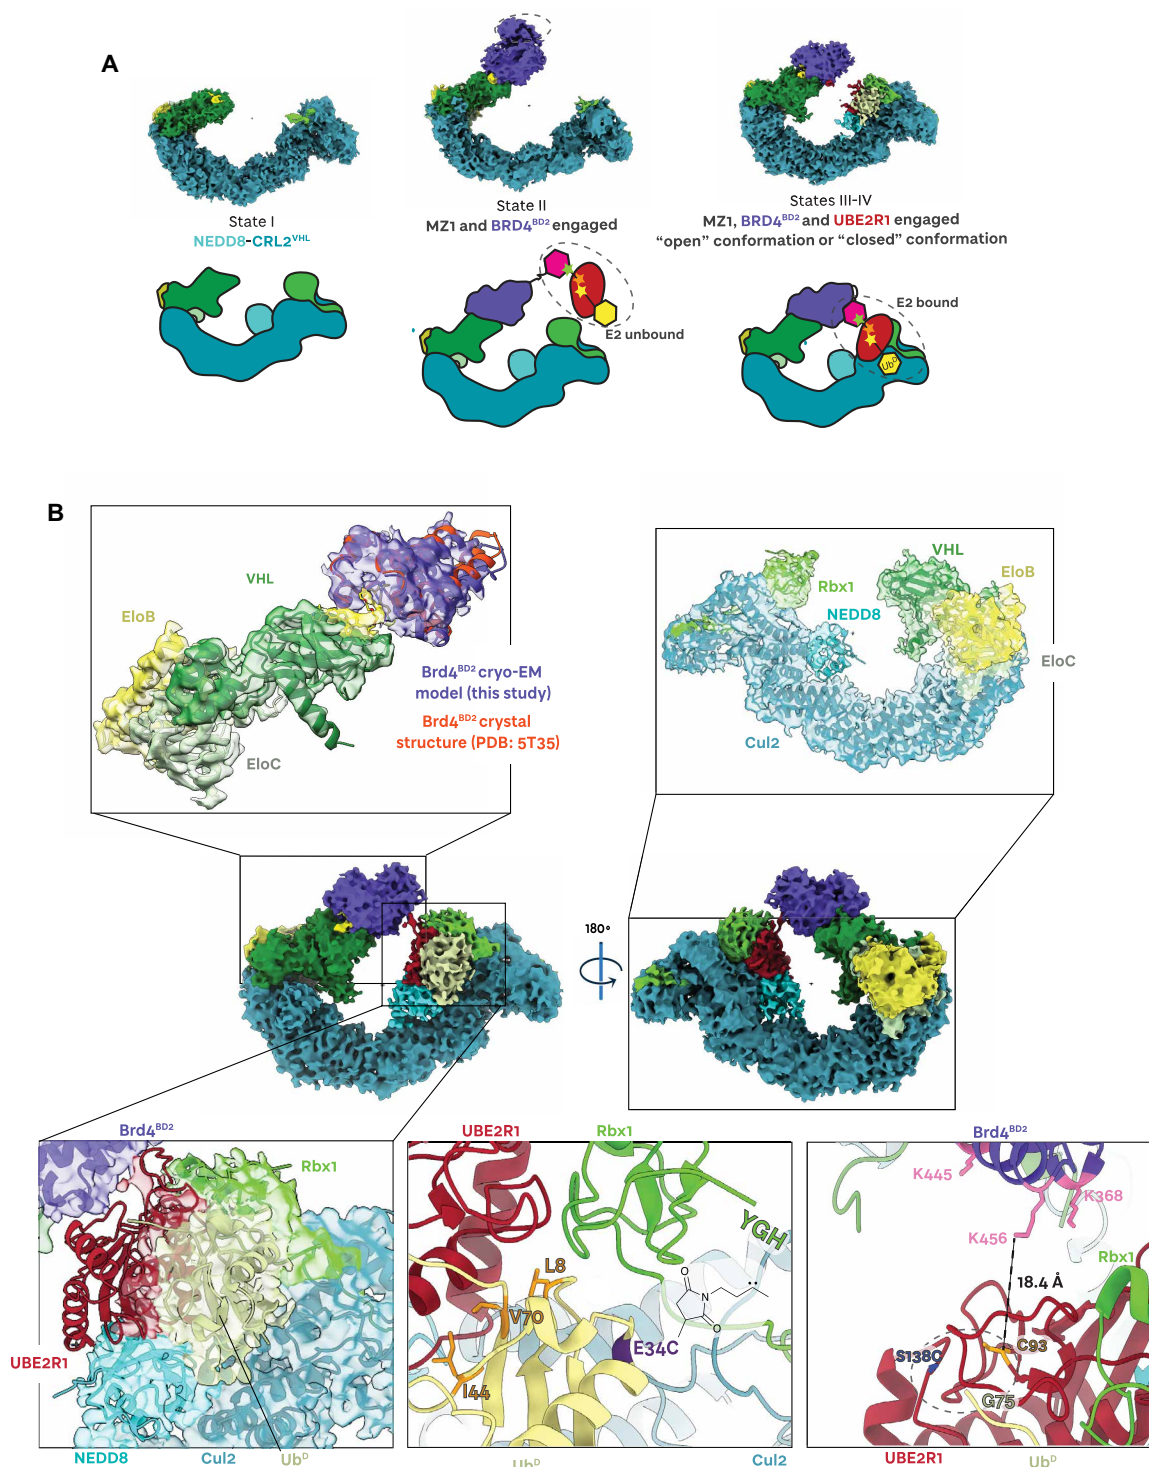 A
State I
NEDD8-CRL2VHL
State II
MZ1 and BRD4BD2 engaged
States III-IV
MZ1, BRD4BD2 and UBE2R1 engaged
“open” conformation or “closed” conformation
E2 unbound
E2 bound
UbD
B
VHL
EloB
EloC
Brd4BD2 cryo-EM
model (this study)
Brd4BD2 crystal
structure (PDB: 5T35)
VHL
Rbx1
EloB
NEDD8
EloC
Cul2
180°
Brd4BD2
Rbx1
UBE2R1
NEDD8
Cul2
UbD
UBE2R1
Rbx1
YGH
L8
V70
E34C
I44
O
N
O
UbD
Cul2
Brd4BD2
K445
K368
K456
Rbx1
18.4 Å
C93
S138C
G75
UBE2R1
UbD